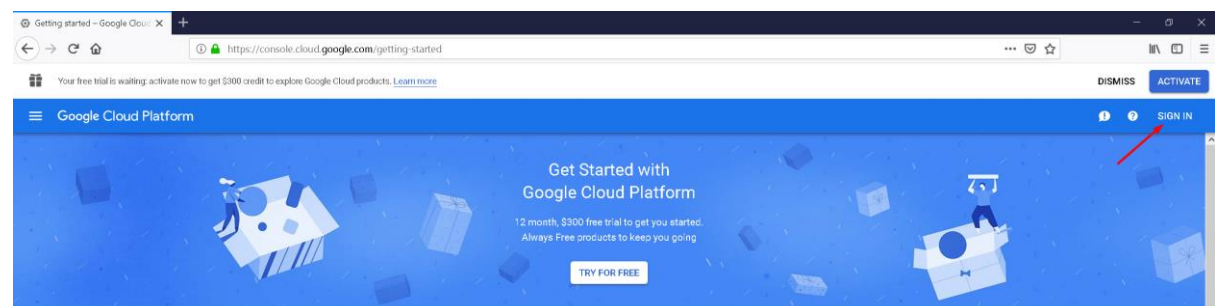 Getting started – Google Clou
https://console.cloud.google.com/getting-started
Your free trial is waiting: activate now to get $300 credit to explore Google Cloud products. Learn more
DISMISS
ACTIVATE
Google Cloud Platform
SIGN IN
Get Started with
Google Cloud Platform
12 month, $300 free trial to get you started.
Always Free products to keep you going
TRY FOR FREE